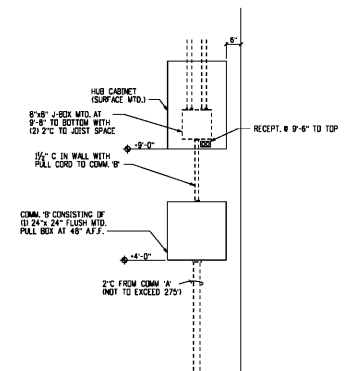 6"
HUB CABINET
(SURFACE MTD.)
8"x8" J-BOX MTD. AT
9'-8" TO BOTTOM WITH
(2) 2"C TO JOIST SPACE
RECEPT. @ 9'-6" TO TOP
+9'-0"
1½" C IN WALL WITH
PULL CORD TO COMM. 'B'
COMM. 'B' CONSISTING OF
(1) 24"x 24" FLUSH MTD.
PULL BOX AT 48" A.F.F.
+4'-0"
2"C FROM COMM 'A'
(NOT TO EXCEED 275')